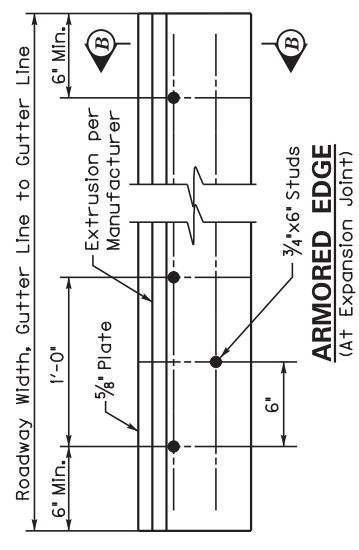 Roadway Width, Gutter Line to Gutter Line
6" Min.
1'-0"
6" Min.
B
B
5/8" Plate
Extrusion per
Manufacturer
6"
3/4"x6" Studs
ARMORED EDGE
(At Expansion Joint)